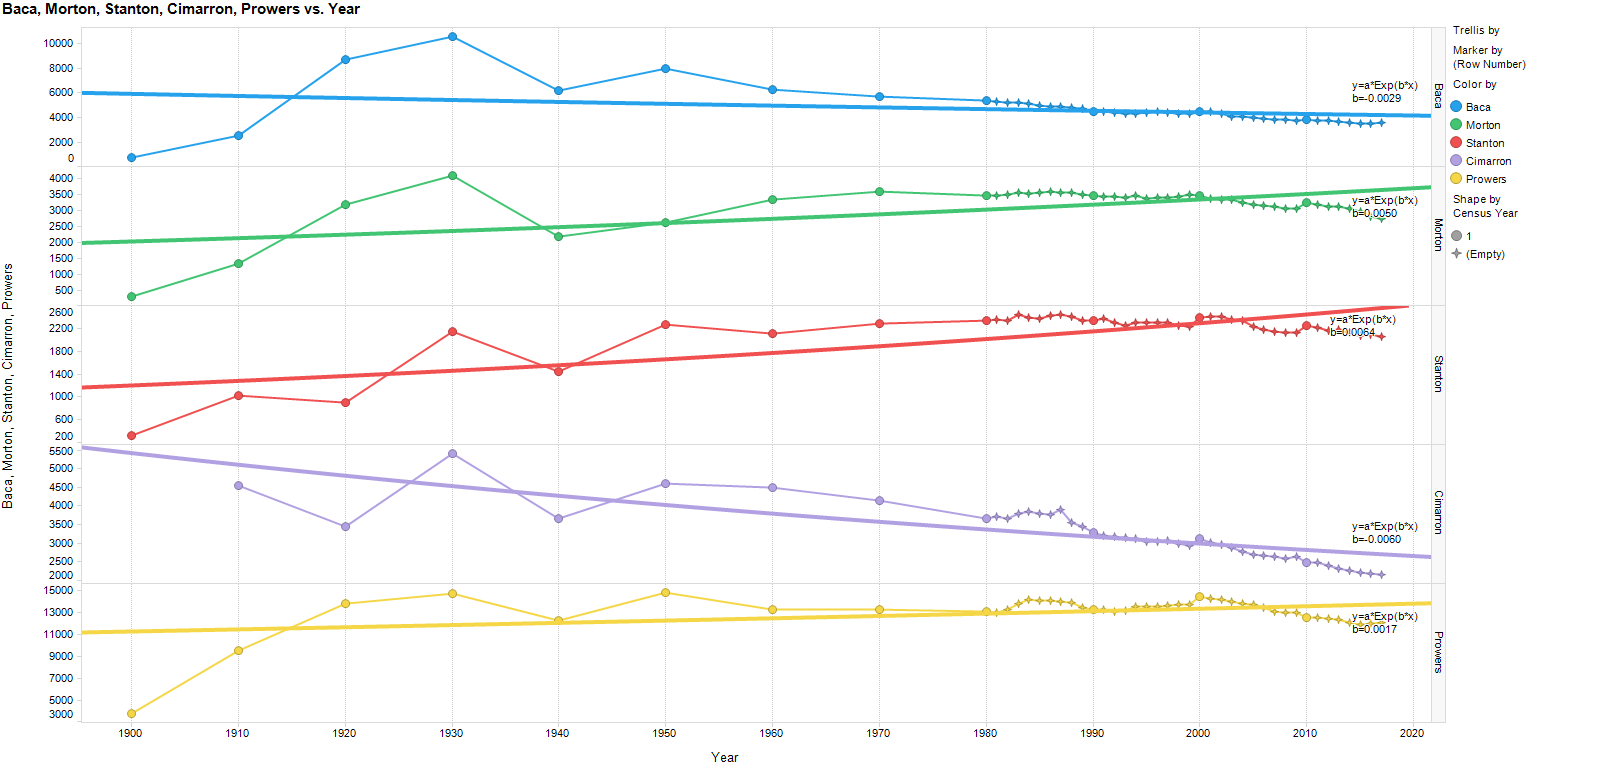 Baca, Morton, Stanton, Cimarron, Prowers vs. Year
Baca, Morton, Stanton, Cimarron, Prowers
10000
8000
6000
4000
2000
0
y=a*Exp(b*x)
b=-0.0029
Baca
4000
3500
3000
2500
2000
1500
1000
500
y=a*Exp(b*x)
b=0.0050
Morton
2600
2200
1800
1400
1000
600
200
y=a*Exp(b*x)
b=0.0064
Stanton
5500
5000
4500
4000
3500
3000
2500
2000
y=a*Exp(b*x)
b=-0.0060
Cimarron
15000
13000
11000
9000
7000
5000
3000
y=a*Exp(b*x)
b=0.0017
Prowers
1900 1910 1920 1930 1940 1950 1960 1970 1980 1990 2000 2010 2020
Year
Trellis by
Marker by
(Row Number)
Color by
Baca
Morton
Stanton
Cimarron
Prowers
Shape by
Census Year
1
(Empty)